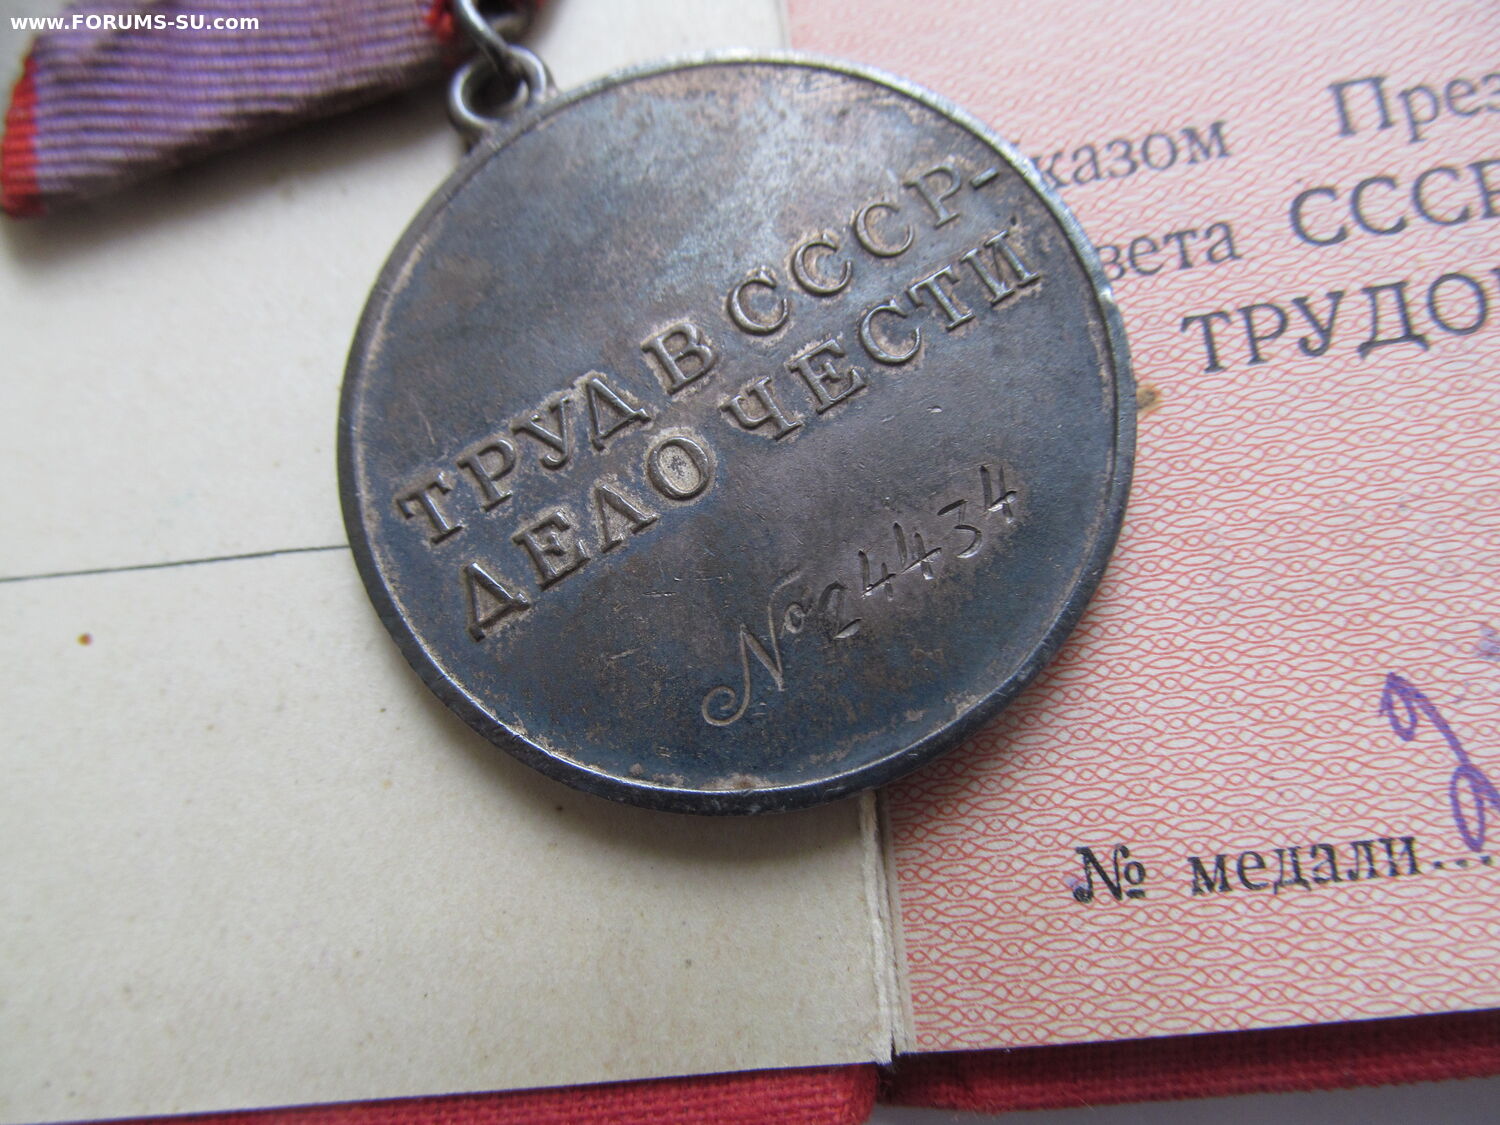 www.FORUMS-SU.com
ТРУД В СССР-
ДЕЛО ЧЕСТИ
№ 24434
казом През
вета СССР
ТРУДО
№ медали...